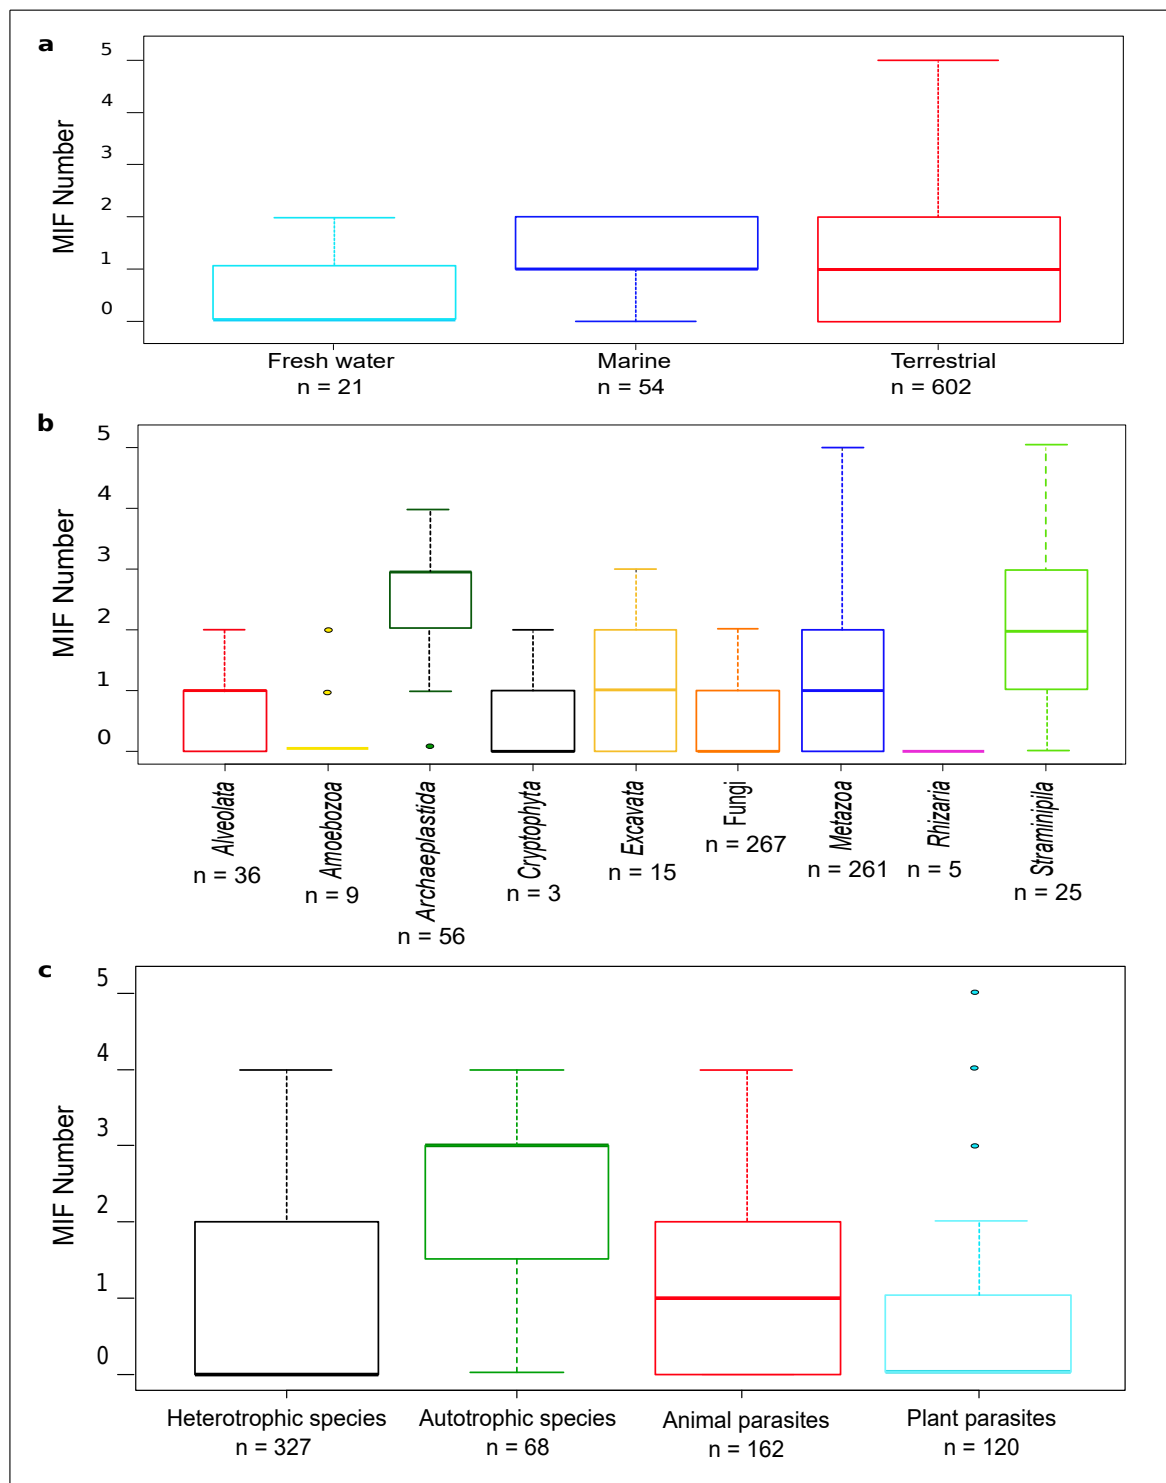 a
MIF Number
5
4
3
2
1
0
Fresh water
n = 21
Marine
n = 54
Terrestrial
n = 602
b
MIF Number
5
4
3
2
1
0
Alveolata
n = 36
Amoebozoa
n = 9
Archaeplastida
n = 56
Cryptophyta
n = 3
Excavata
n = 15
Fungi
n = 267
Metazoa
n = 261
Rhizaria
n = 5
Straminipila
n = 25
c
MIF Number
5
4
3
2
1
0
Heterotrophic species
n = 327
Autotrophic species
n = 68
Animal parasites
n = 162
Plant parasites
n = 120